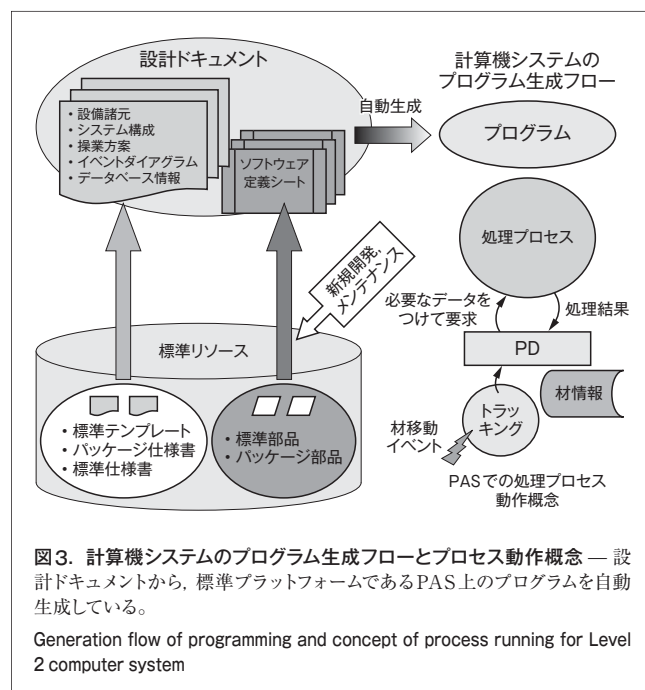 設計ドキュメント
・設備諸元
・システム構成
・操業方案
・イベントダイアグラム
・データベース情報
ソフトウェア
定義シート
自動生成
計算機システムの
プログラム生成フロー
プログラム
新規開発,
メンテナンス
標準リソース
・標準テンプレート
・パッケージ仕様書
・標準仕様書
・標準部品
・パッケージ部品
処理プロセス
必要なデータを
つけて要求
処理結果
PD
材情報
トラッ
キング
材移動
イベント
PASでの処理プロセス
動作概念
図3. 計算機システムのプログラム生成フローとプロセス動作概念 — 設
計ドキュメントから, 標準プラットフォームであるPAS上のプログラムを自動
生成している。
Generation flow of programming and concept of process running for Level
2 computer system